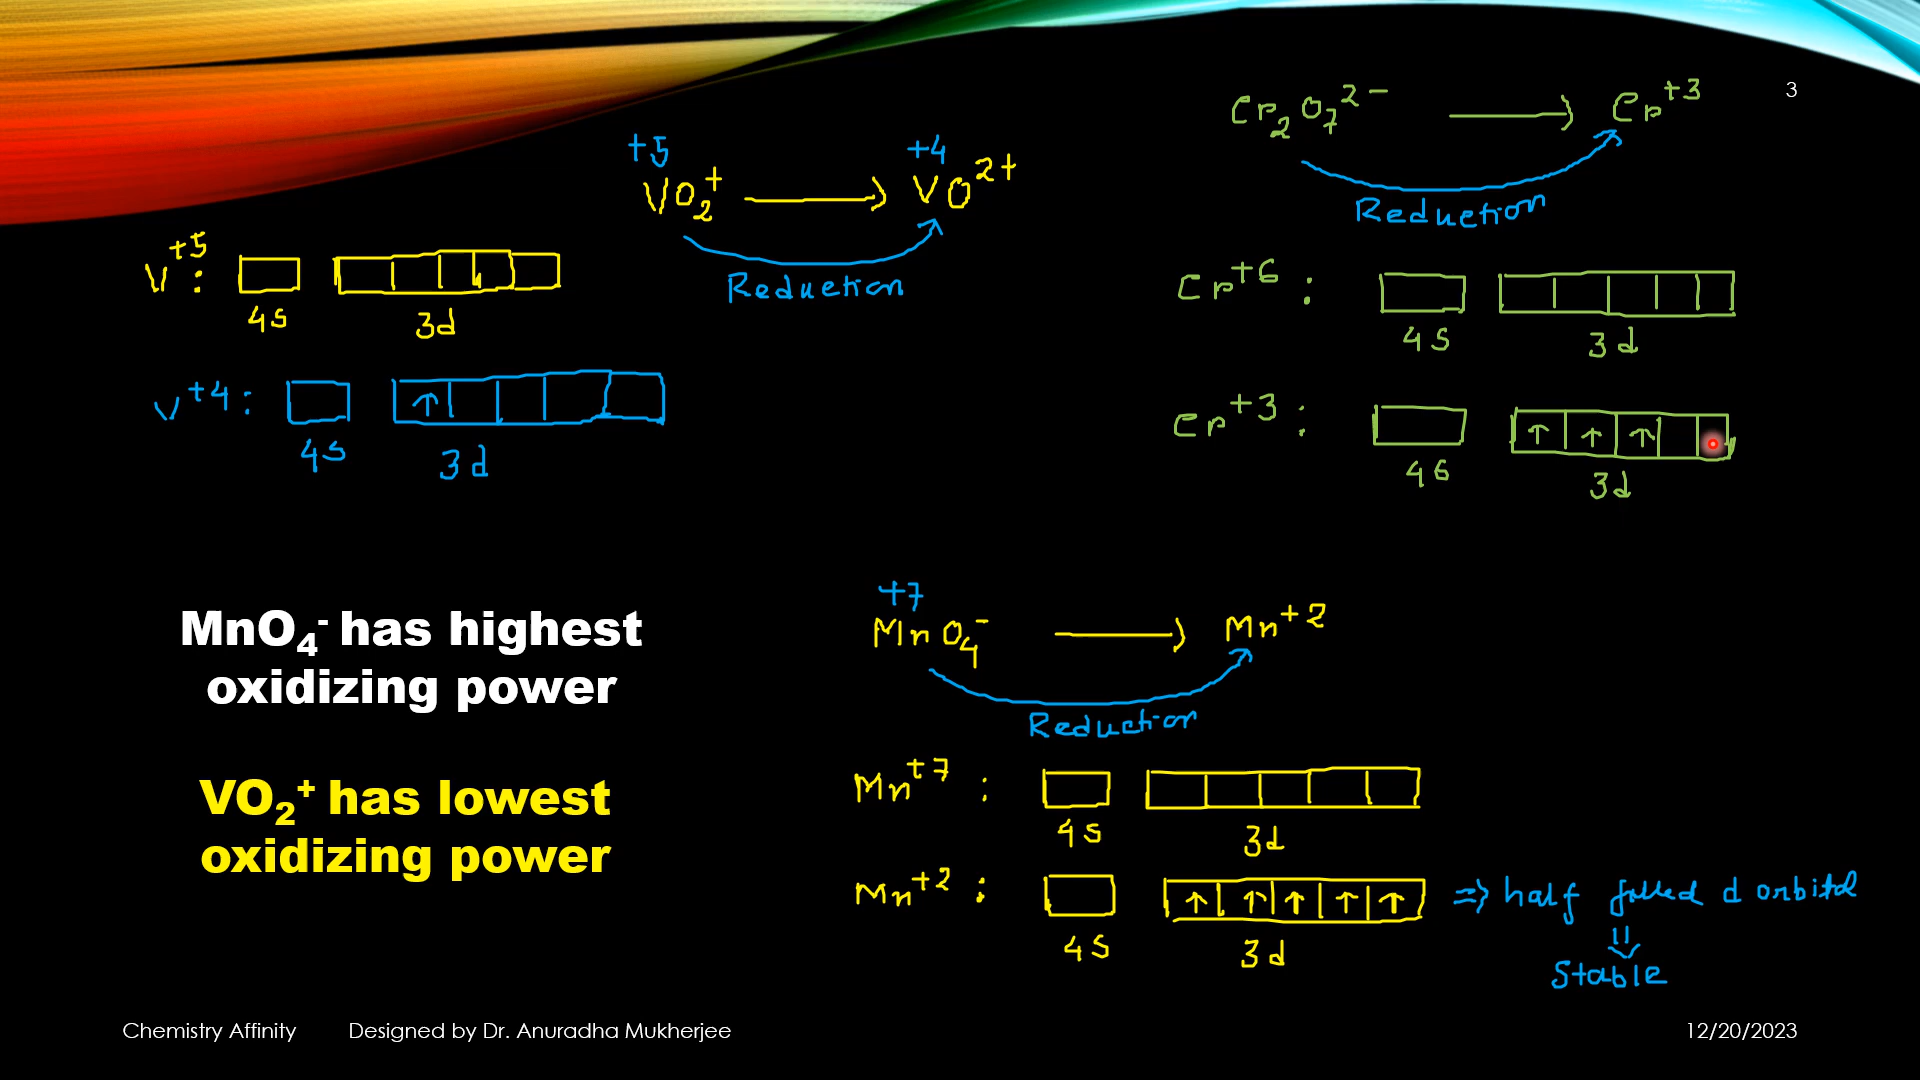 3
+5 +4
VO₂⁺ ⟶ VO²⁺
Reduction
V⁺⁵ :
4s 3d
V⁺⁴ : ↑
4s 3d
Cr₂O₇²⁻ ⟶ Cr⁺³
Reduction
Cr⁺⁶ :
4s 3d
Cr⁺³ : ↑ ↑ ↑
4s 3d
MnO₄⁻ has highest
oxidizing power
VO₂⁺ has lowest
oxidizing power
+7
MnO₄⁻ ⟶ Mn⁺²
Reduction
Mn⁺⁷ :
4s 3d
Mn⁺² : ↑ ↑ ↑ ↑ ↑ ⇒ half filled d orbital
4s 3d
⇓
Stable
Chemistry Affinity Designed by Dr. Anuradha Mukherjee 12/20/2023